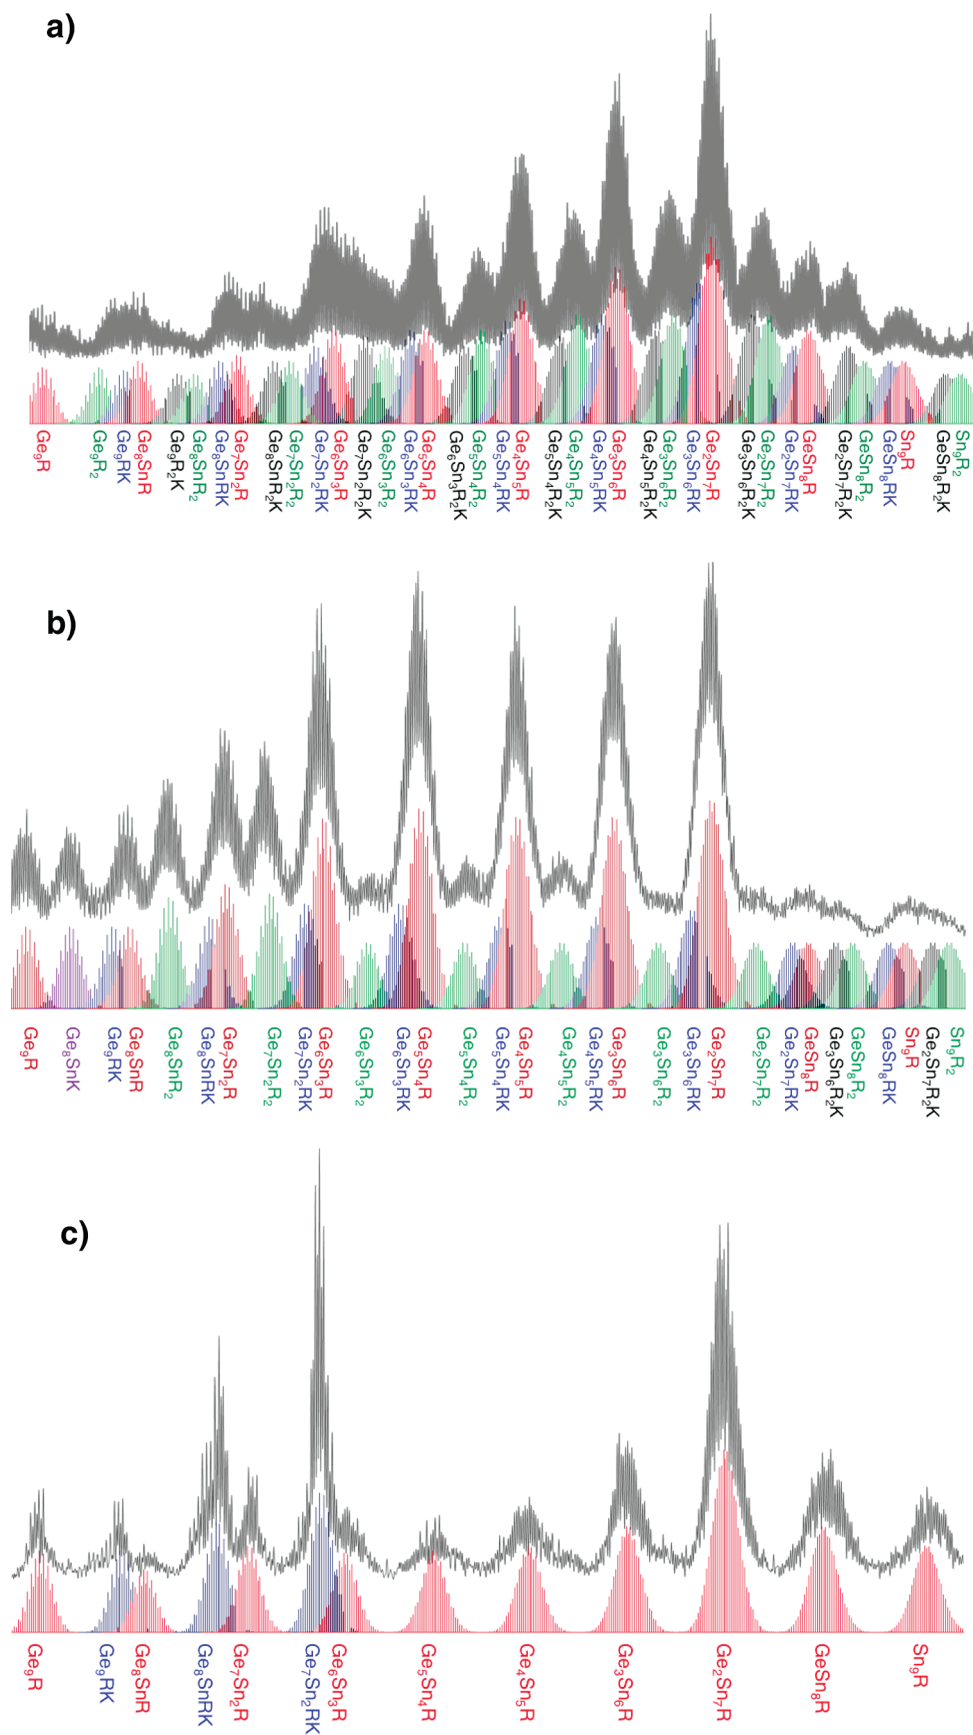 a)
Ge₉R
Ge₉R₂
Ge₉RK
Ge₈SnR
Ge₉R₂K
Ge₈SnR₂
Ge₈SnRK
Ge₇Sn₂R
Ge₈SnR₂K
Ge₇Sn₂R₂
Ge₇Sn₂RK
Ge₆Sn₃R
Ge₇Sn₂R₂K
Ge₆Sn₃R₂
Ge₆Sn₃RK
Ge₅Sn₄R
Ge₆Sn₃R₂K
Ge₅Sn₄R₂
Ge₅Sn₄RK
Ge₄Sn₅R
Ge₅Sn₄R₂K
Ge₄Sn₅R₂
Ge₄Sn₅RK
Ge₃Sn₆R
Ge₄Sn₅R₂K
Ge₃Sn₆R₂
Ge₃Sn₆RK
Ge₂Sn₇R
Ge₃Sn₆R₂K
Ge₂Sn₇R₂
Ge₂Sn₇RK
GeSn₈R
Ge₂Sn₇R₂K
GeSn₈R₂
GeSn₈RK
Sn₉R
GeSn₈R₂K
Sn₉R₂
b)
Ge₉R
Ge₈SnK
Ge₉RK
Ge₈SnR
Ge₈SnR₂
Ge₈SnRK
Ge₇Sn₂R
Ge₇Sn₂R₂
Ge₇Sn₂RK
Ge₆Sn₃R
Ge₆Sn₃R₂
Ge₆Sn₃RK
Ge₅Sn₄R
Ge₅Sn₄R₂
Ge₅Sn₄RK
Ge₄Sn₅R
Ge₄Sn₅R₂
Ge₄Sn₅RK
Ge₃Sn₆R
Ge₃Sn₆R₂
Ge₃Sn₆RK
Ge₂Sn₇R
Ge₂Sn₇R₂
Ge₂Sn₇RK
GeSn₈R
Ge₃Sn₆R₂K
GeSn₈R₂
GeSn₈RK
Sn₉R
Ge₂Sn₇R₂K
Sn₉R₂
c)
Ge₉R
Ge₉RK
Ge₈SnR
Ge₈SnRK
Ge₇Sn₂R
Ge₇Sn₂RK
Ge₆Sn₃R
Ge₅Sn₄R
Ge₄Sn₅R
Ge₃Sn₆R
Ge₂Sn₇R
GeSn₈R
Sn₉R